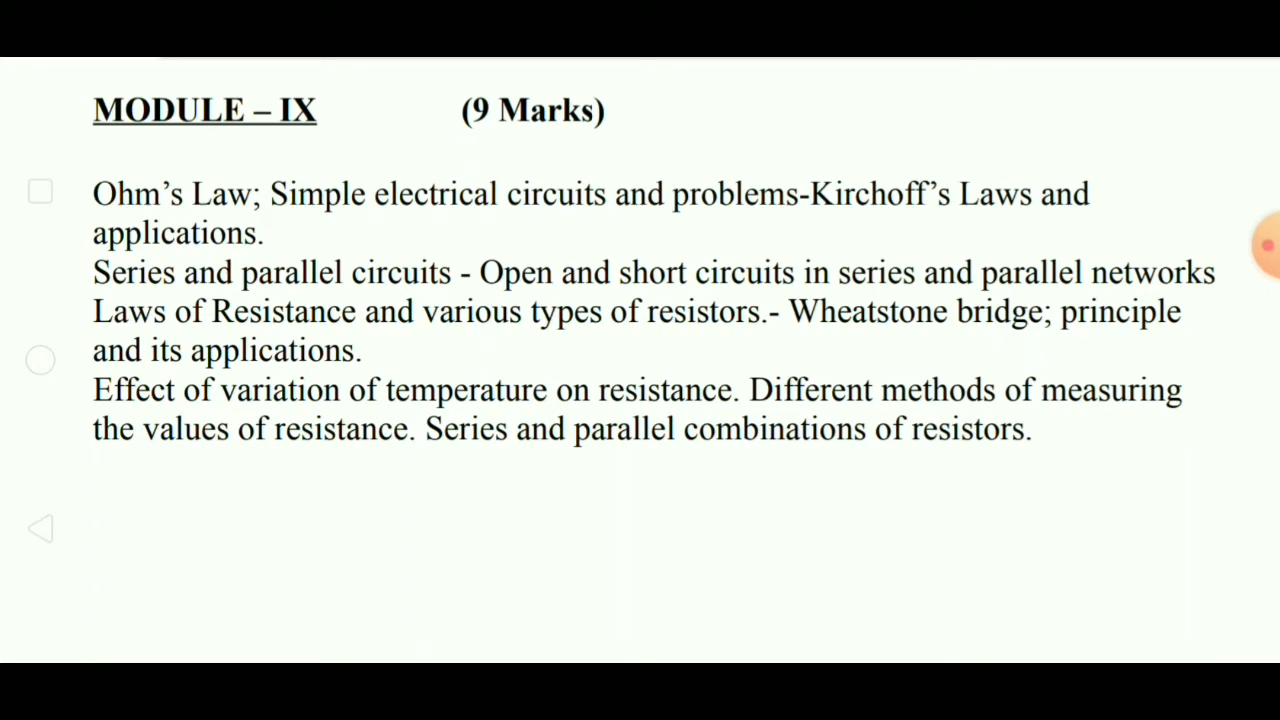 MODULE – IX (9 Marks)
Ohm’s Law; Simple electrical circuits and problems-Kirchoff’s Laws and
applications.
Series and parallel circuits - Open and short circuits in series and parallel networks
Laws of Resistance and various types of resistors.- Wheatstone bridge; principle
and its applications.
Effect of variation of temperature on resistance. Different methods of measuring
the values of resistance. Series and parallel combinations of resistors.